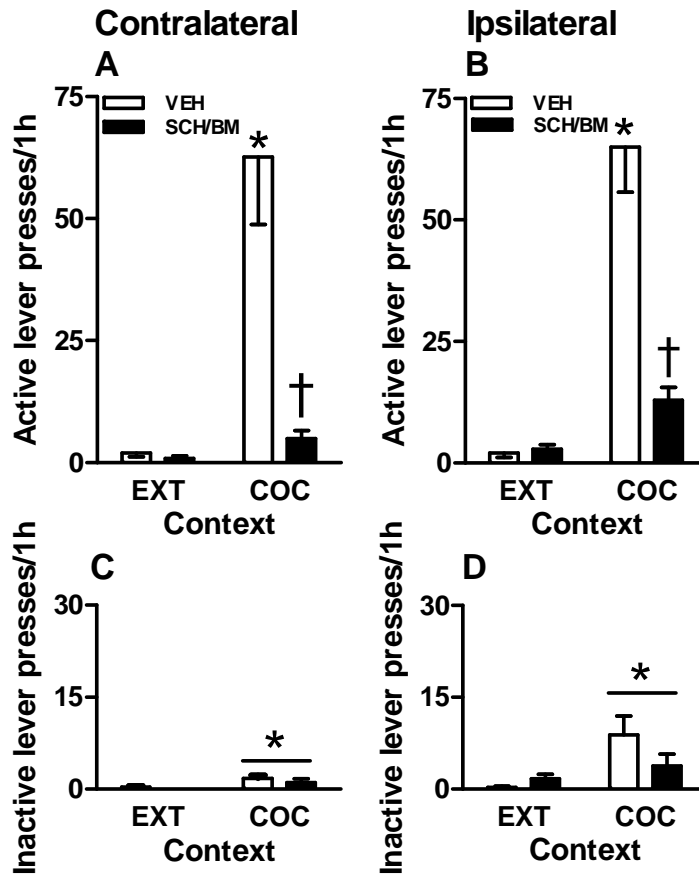 Contralateral
Ipsilateral
A
Active lever presses/1h
75
50
25
0
VEH
SCH/BM
*
†
EXT COC
Context
B
Active lever presses/1h
75
50
25
0
VEH
SCH/BM
*
†
EXT COC
Context
C
Inactive lever presses/1h
30
15
0
*
EXT COC
Context
D
Inactive lever presses/1h
30
15
0
*
EXT COC
Context